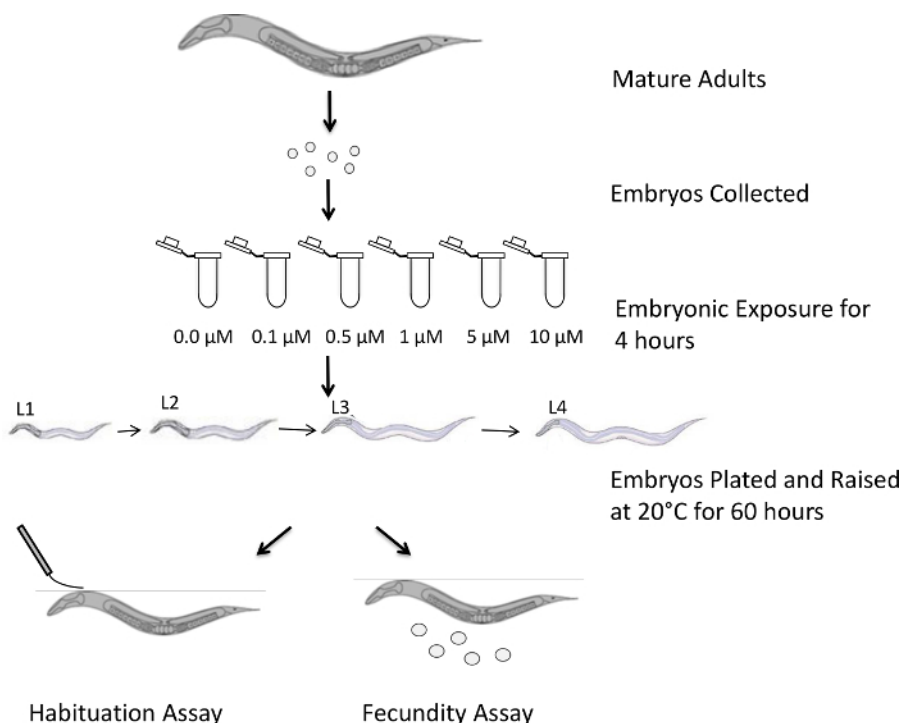 Mature Adults
Embryos Collected
0.0 µM 0.1 µM 0.5 µM 1 µM 5 µM 10 µM
Embryonic Exposure for
4 hours
L1 L2 L3 L4
Embryos Plated and Raised
at 20°C for 60 hours
Habituation Assay Fecundity Assay